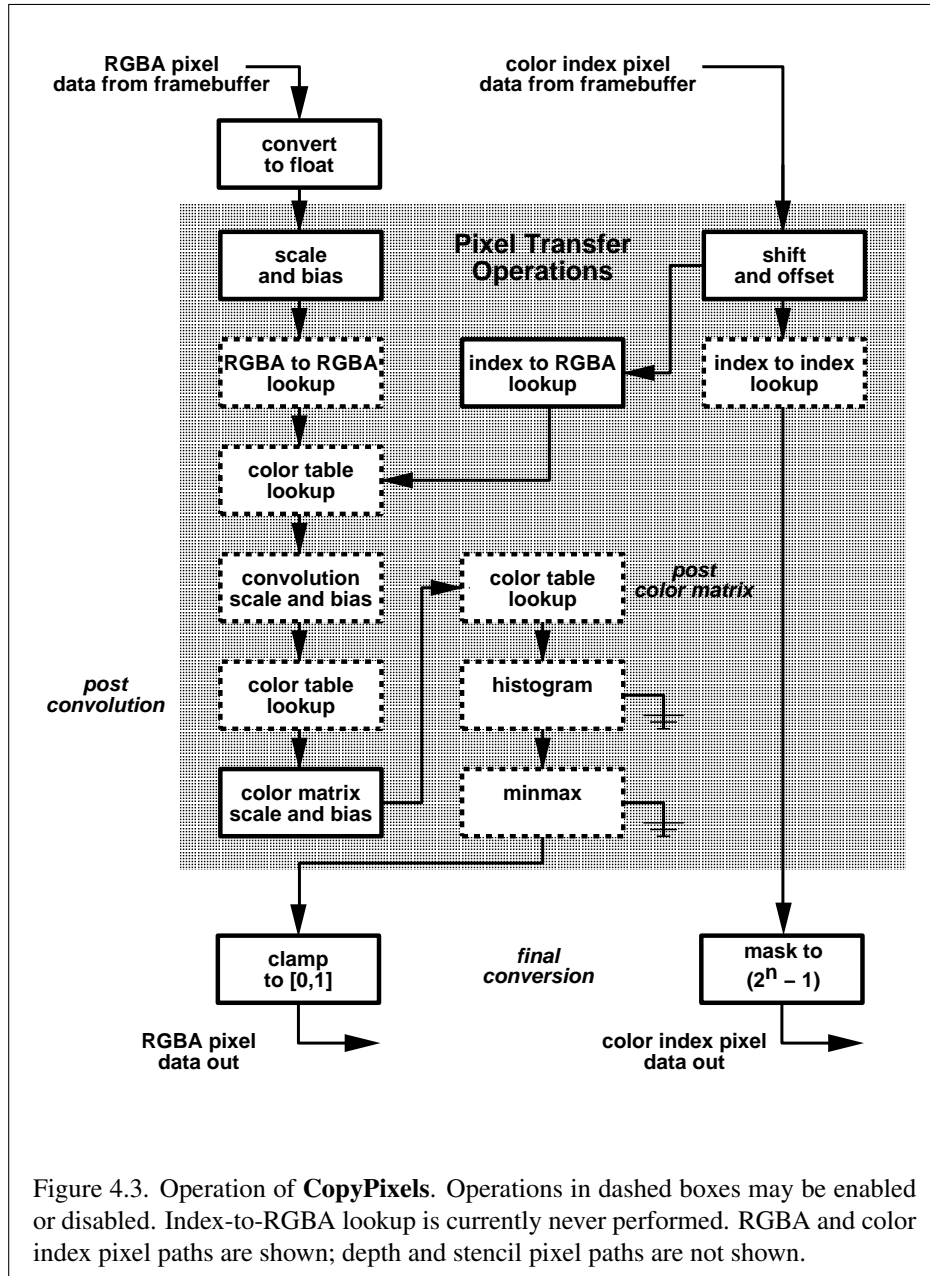 RGBA pixel
data from framebuffer
color index pixel
data from framebuffer
convert
to float
Pixel Transfer
Operations
scale
and bias
shift
and offset
RGBA to RGBA
lookup
index to RGBA
lookup
index to index
lookup
color table
lookup
convolution
scale and bias
color table
lookup
post
color matrix
post
convolution
color table
lookup
histogram
color matrix
scale and bias
minmax
clamp
to [0,1]
final
conversion
mask to
(2^n – 1)
RGBA pixel
data out
color index pixel
data out
Figure 4.3. Operation of CopyPixels. Operations in dashed boxes may be enabled
or disabled. Index-to-RGBA lookup is currently never performed. RGBA and color
index pixel paths are shown; depth and stencil pixel paths are not shown.